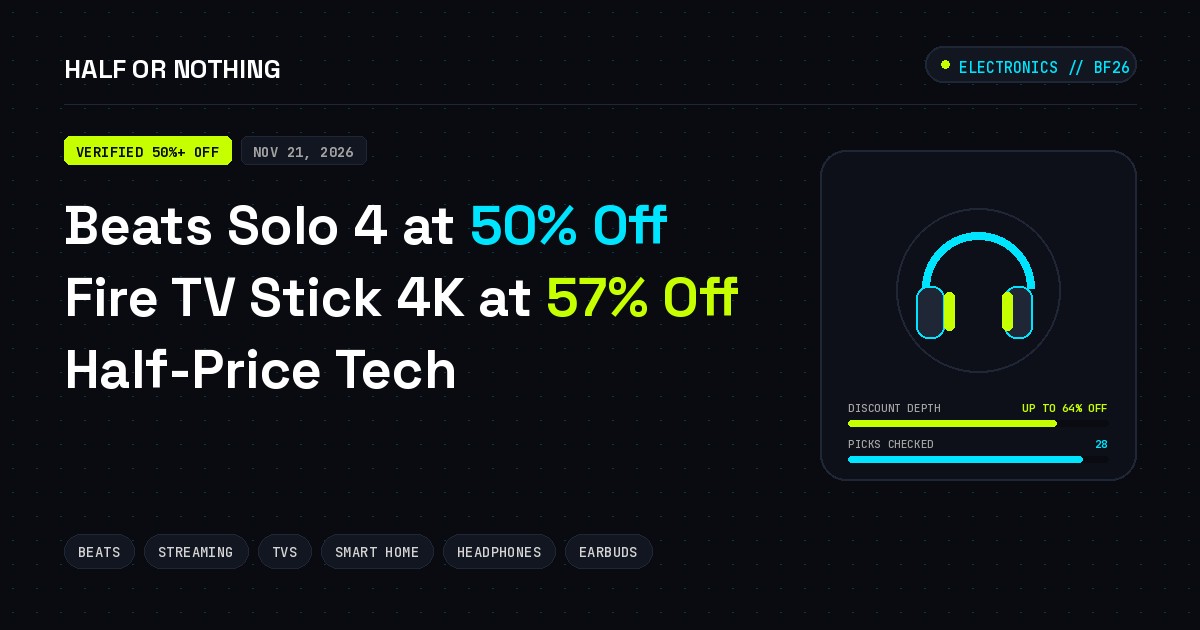 HALF OR NOTHING
ELECTRONICS // BF26
VERIFIED 50%+ OFF
NOV 21, 2026
Beats Solo 4 at 50% Off
Fire TV Stick 4K at 57% Off
Half-Price Tech
DISCOUNT DEPTH
UP TO 64% OFF
PICKS CHECKED
28
BEATS
STREAMING
TVS
SMART HOME
HEADPHONES
EARBUDS